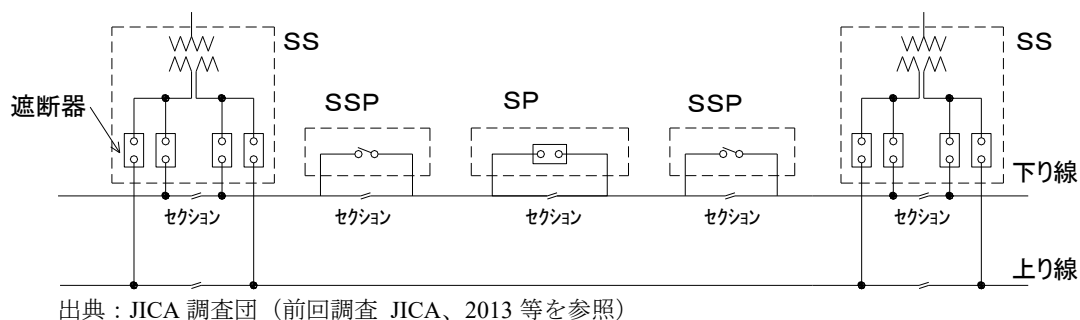 SS
SS
SSP
SP
SSP
遮断器
下り線
セクション
セクション
セクション
セクション
セクション
上り線
出典：JICA 調査団（前回調査 JICA、2013 等を参照）